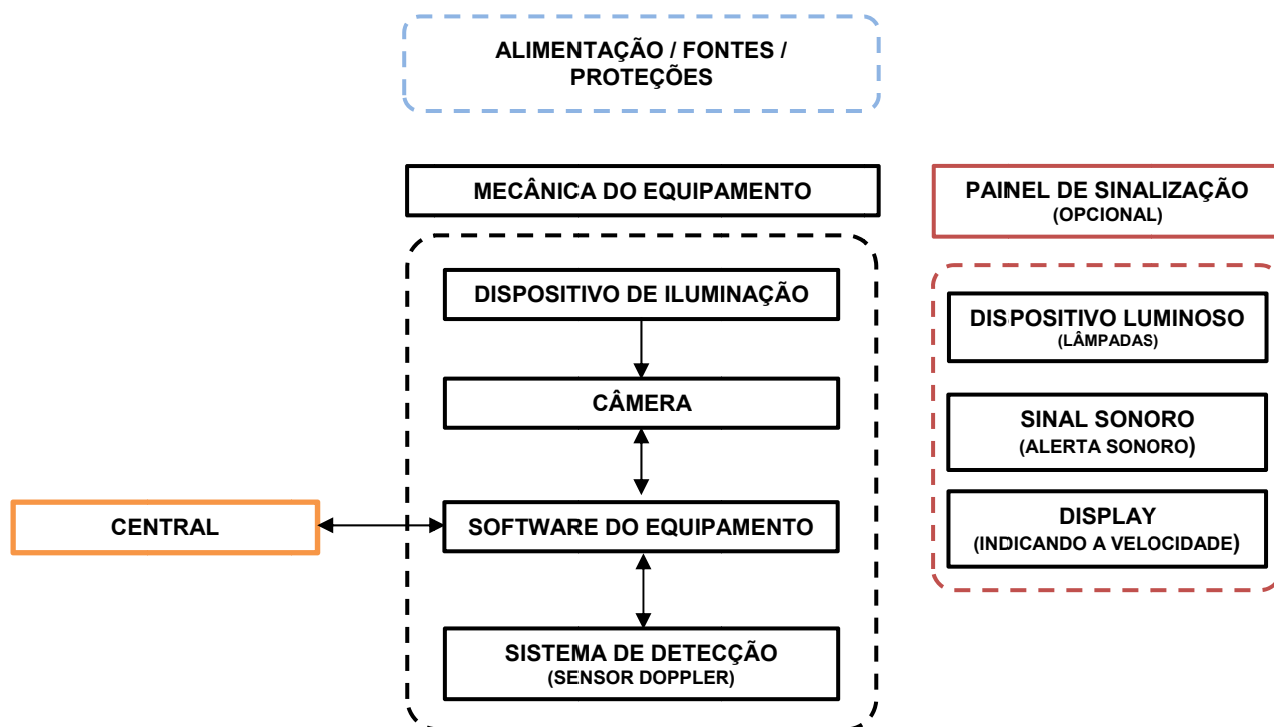 ALIMENTAÇÃO / FONTES /
PROTEÇÕES
MECÂNICA DO EQUIPAMENTO
PAINEL DE SINALIZAÇÃO
(OPCIONAL)
DISPOSITIVO DE ILUMINAÇÃO
CÂMERA
SOFTWARE DO EQUIPAMENTO
SISTEMA DE DETECÇÃO
(SENSOR DOPPLER)
CENTRAL
DISPOSITIVO LUMINOSO
(LÂMPADAS)
SINAL SONORO
(ALERTA SONORO)
DISPLAY
(INDICANDO A VELOCIDADE)